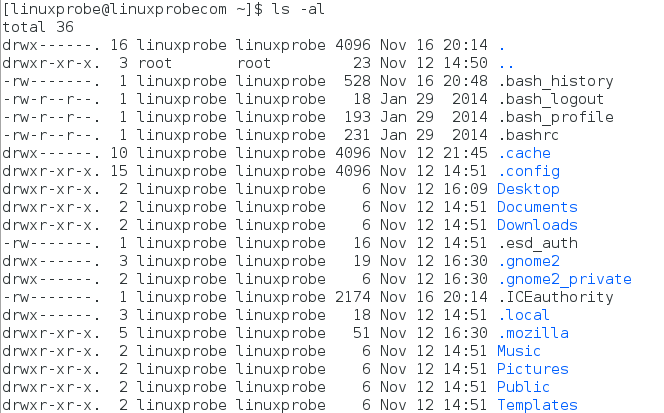 [linuxprobe@linuxprobecom ~]$ ls -al
total 36
drwx------. 16 linuxprobe linuxprobe 4096 Nov 16 20:14 .
drwxr-xr-x.  3 root       root         23 Nov 12 14:50 ..
-rw-------.  1 linuxprobe linuxprobe  528 Nov 16 20:48 .bash_history
-rw-r--r--.  1 linuxprobe linuxprobe   18 Jan 29  2014 .bash_logout
-rw-r--r--.  1 linuxprobe linuxprobe  193 Jan 29  2014 .bash_profile
-rw-r--r--.  1 linuxprobe linuxprobe  231 Jan 29  2014 .bashrc
drwx------. 10 linuxprobe linuxprobe 4096 Nov 12 21:45 .cache
drwxr-xr-x. 15 linuxprobe linuxprobe 4096 Nov 12 14:51 .config
drwxr-xr-x.  2 linuxprobe linuxprobe    6 Nov 12 16:09 Desktop
drwxr-xr-x.  2 linuxprobe linuxprobe    6 Nov 12 14:51 Documents
drwxr-xr-x.  2 linuxprobe linuxprobe    6 Nov 12 14:51 Downloads
-rw-------.  1 linuxprobe linuxprobe   16 Nov 12 14:51 .esd_auth
drwx------.  3 linuxprobe linuxprobe   19 Nov 12 16:30 .gnome2
drwx------.  2 linuxprobe linuxprobe    6 Nov 12 16:30 .gnome2_private
-rw-------.  1 linuxprobe linuxprobe 2174 Nov 16 20:14 .ICEauthority
drwx------.  3 linuxprobe linuxprobe   18 Nov 12 14:51 .local
drwxr-xr-x.  5 linuxprobe linuxprobe   51 Nov 12 16:30 .mozilla
drwxr-xr-x.  2 linuxprobe linuxprobe    6 Nov 12 14:51 Music
drwxr-xr-x.  2 linuxprobe linuxprobe    6 Nov 12 14:51 Pictures
drwxr-xr-x.  2 linuxprobe linuxprobe    6 Nov 12 14:51 Public
drwxr-xr-x.  2 linuxprobe linuxprobe    6 Nov 12 14:51 Templates